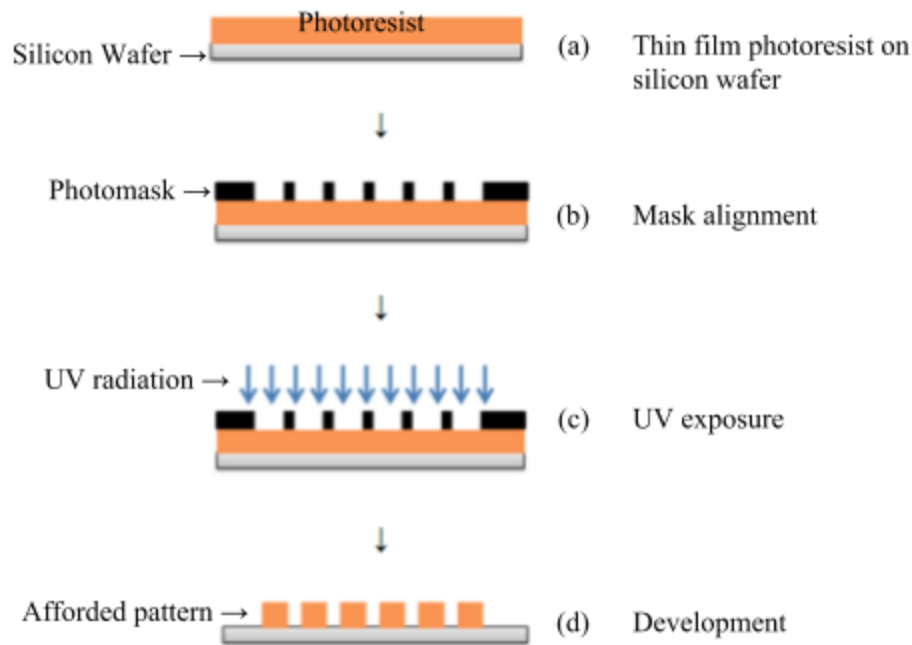 Photoresist
Silicon Wafer →
(a) Thin film photoresist on
silicon wafer
↓
Photomask →
(b) Mask alignment
↓
UV radiation →
(c) UV exposure
↓
Afforded pattern →
(d) Development